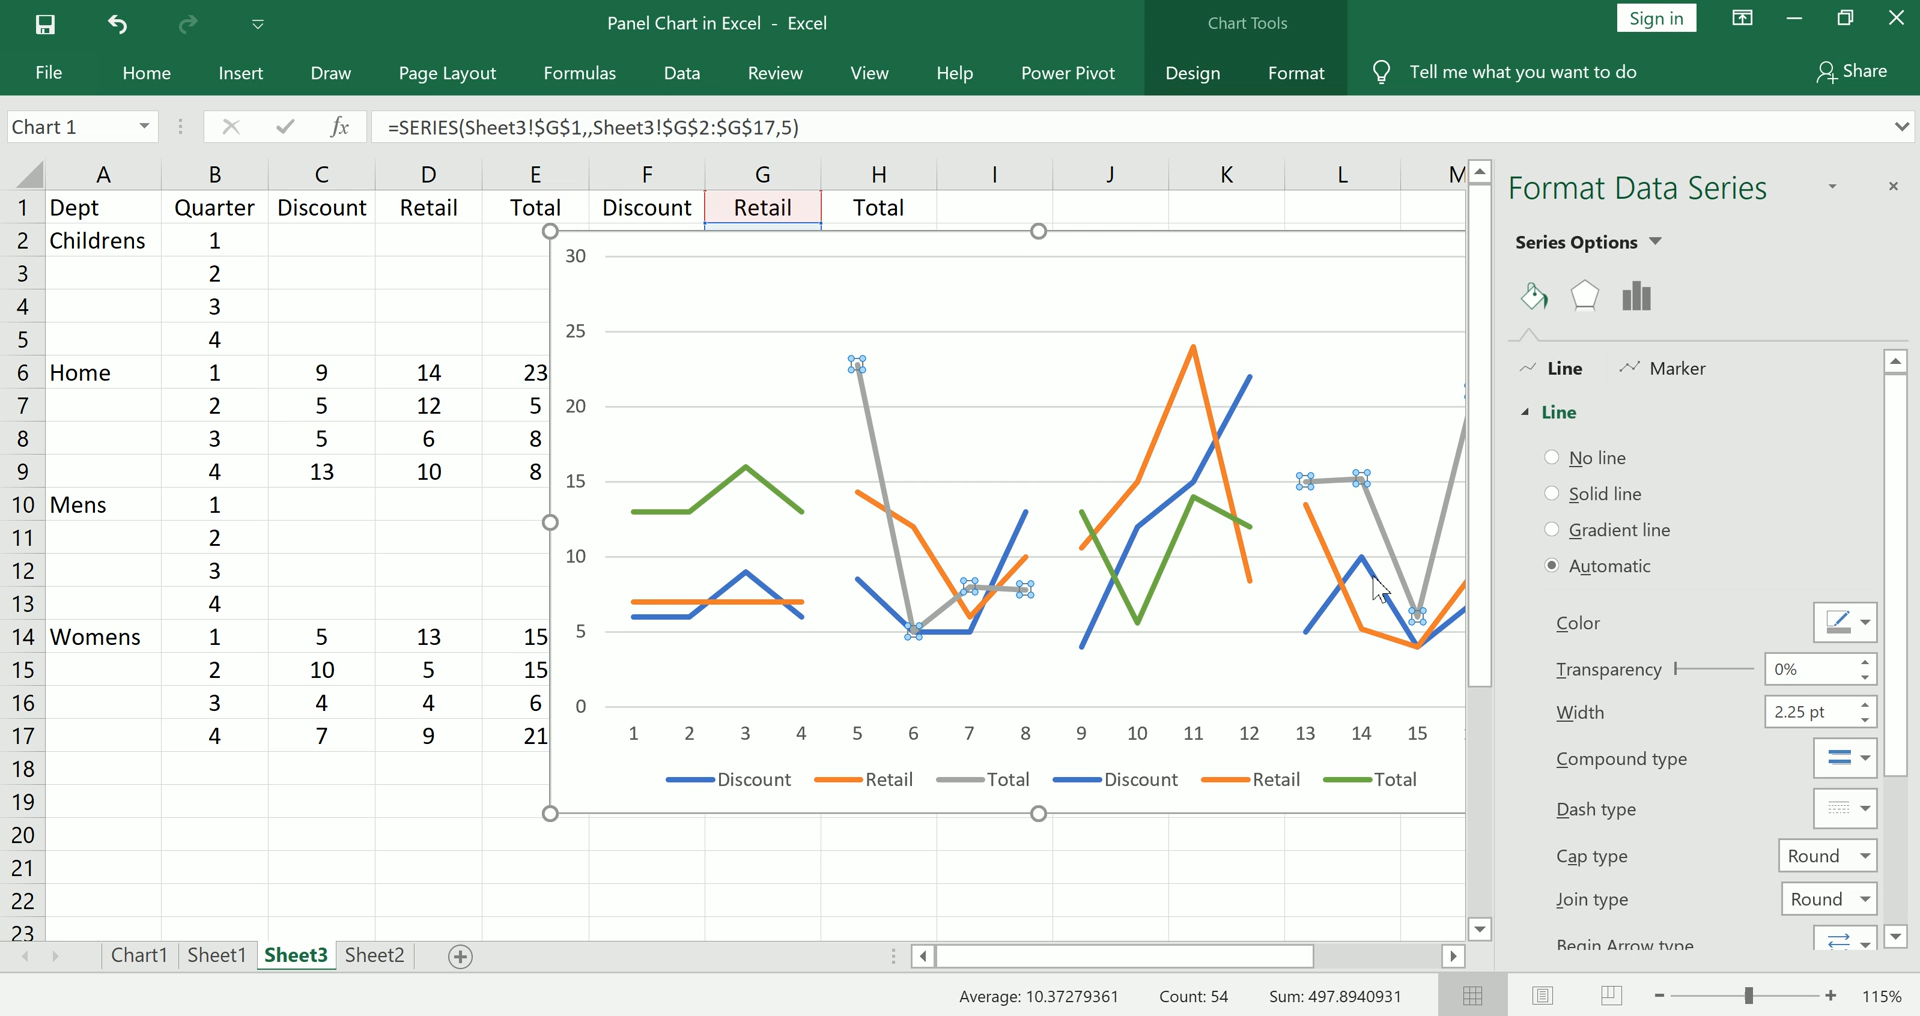 Panel Chart in Excel - Excel
Chart Tools
Sign in
File Home Insert Draw Page Layout Formulas Data Review View Help Power Pivot Design Format Tell me what you want to do Share
Chart 1 fx =SERIES(Sheet3!$G$1,,Sheet3!$G$2:$G$17,5)
A B C D E F G H I J K L M
1 Dept Quarter Discount Retail Total Discount Retail Total
2 Childrens 1
3 2
4 3
5 4
6 Home 1 9 14 23
7 2 5 12 5
8 3 5 6 8
9 4 13 10 8
10 Mens 1
11 2
12 3
13 4
14 Womens 1 5 13 15
15 2 10 5 15
16 3 4 4 6
17 4 7 9 21
18
19
20
21
22
23
30
25
20
15
10
5
0
1 2 3 4 5 6 7 8 9 10 11 12 13 14 15
Discount Retail Total Discount Retail Total
Format Data Series
Series Options
Line Marker
Line
No line
Solid line
Gradient line
Automatic
Color
Transparency 0%
Width 2.25 pt
Compound type
Dash type
Cap type Round
Join type Round
Begin Arrow type
Chart1 Sheet1 Sheet3 Sheet2
Average: 10.37279361 Count: 54 Sum: 497.8940931 115%